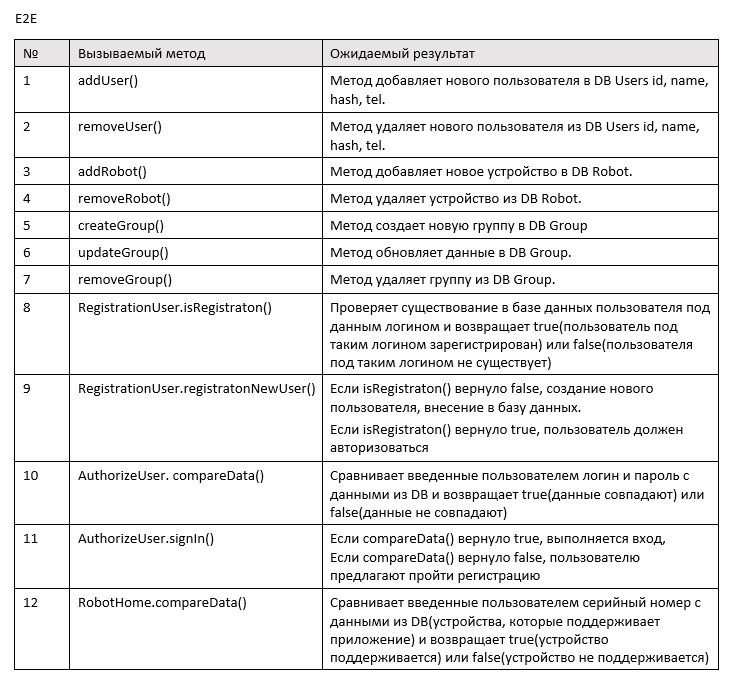 E2E
№ Вызываемый метод Ожидаемый результат
1 addUser() Метод добавляет нового пользователя в DB Users id, name,
hash, tel.
2 removeUser() Метод удаляет нового пользователя из DB Users id, name,
hash, tel.
3 addRobot() Метод добавляет новое устройство в DB Robot.
4 removeRobot() Метод удаляет устройство из DB Robot.
5 createGroup() Метод создает новую группу в DB Group
6 updateGroup() Метод обновляет данные в DB Group.
7 removeGroup() Метод удаляет группу из DB Group.
8 RegistrationUser.isRegistraton() Проверяет существование в базе данных пользователя под
данным логином и возвращает true(пользователь под
таким логином зарегистрирован) или false(пользователя
под таким логином не существует)
9 RegistrationUser.registratonNewUser() Если isRegistraton() вернуло false, создание нового
пользователя, внесение в базу данных.
Если isRegistraton() вернуло true, пользователь должен
авторизоваться
10 AuthorizeUser. compareData() Сравнивает введенные пользователем логин и пароль с
данными из DB и возвращает true(данные совпадают) или
false(данные не совпадают)
11 AuthorizeUser.signIn() Если compareData() вернуло true, выполняется вход,
Если compareData() вернуло false, пользователю
предлагают пройти регистрацию
12 RobotHome.compareData() Сравнивает введенные пользователем серийный номер с
данными из DB(устройства, которые поддерживает
приложение) и возвращает true(устройство
поддерживается) или false(устройство не поддерживается)